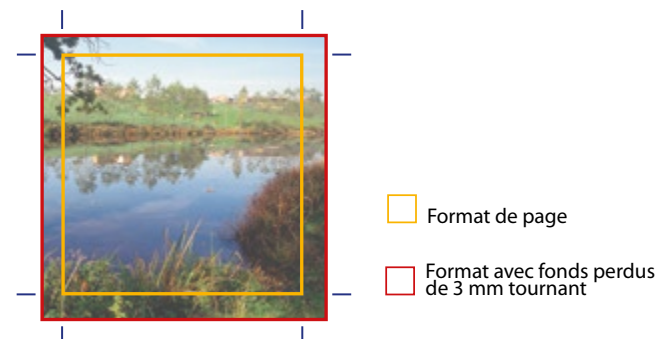 Format de page
Format avec fonds perdus
de 3 mm tournant